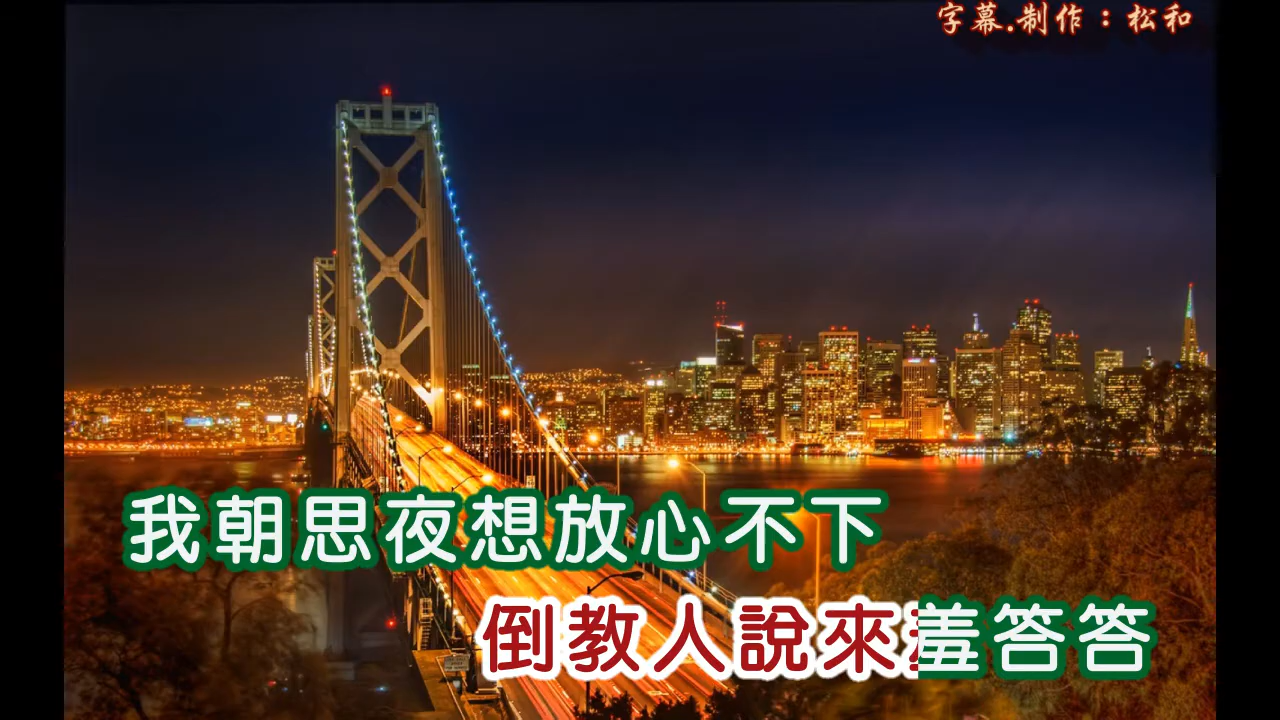 字幕.制作：松和
我朝思夜想放心不下
倒教人說來羞答答